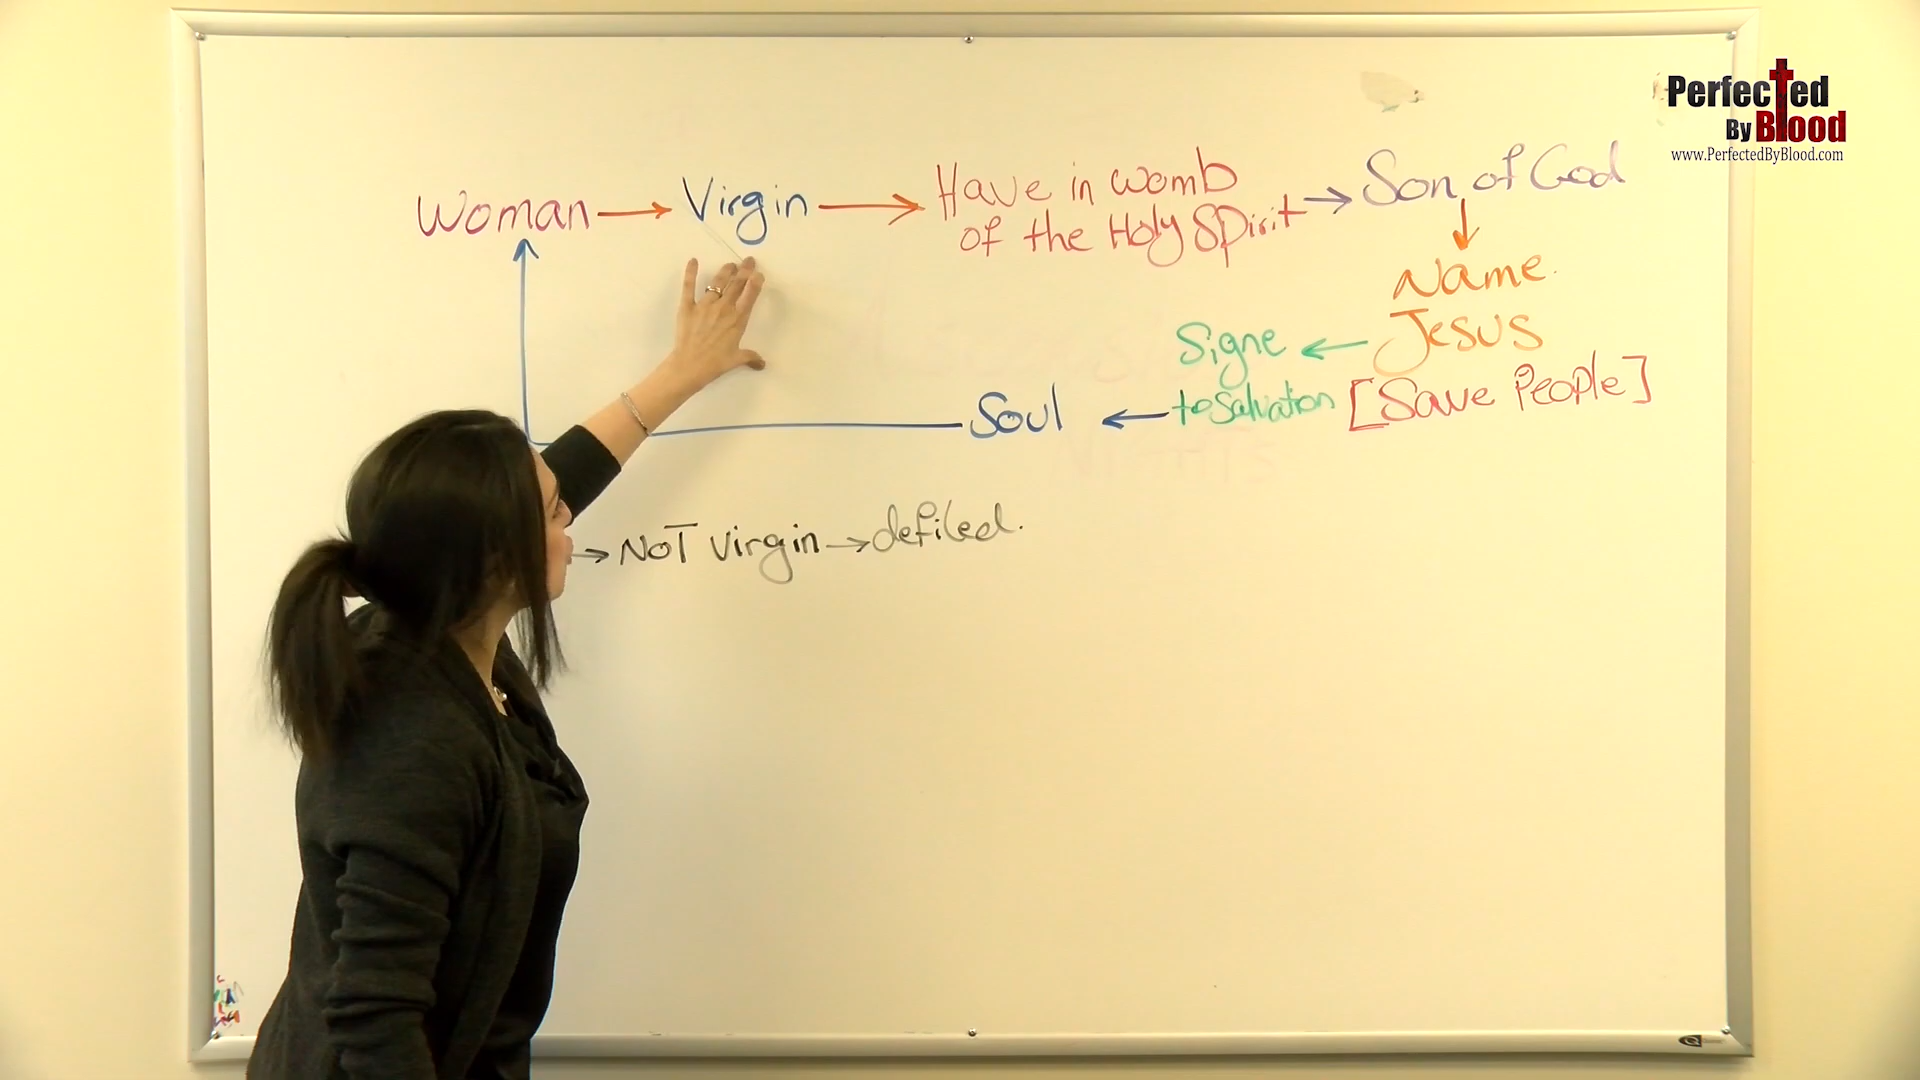 Perfected
By Blood
www.PerfectedByBlood.com
Woman → Virgin → Have in womb
of the Holy Spirit → Son of God
↓
Name
Jesus
[Save People]
Signe ←
to Salvation
Soul ←
→ NOT Virgin → defiled.